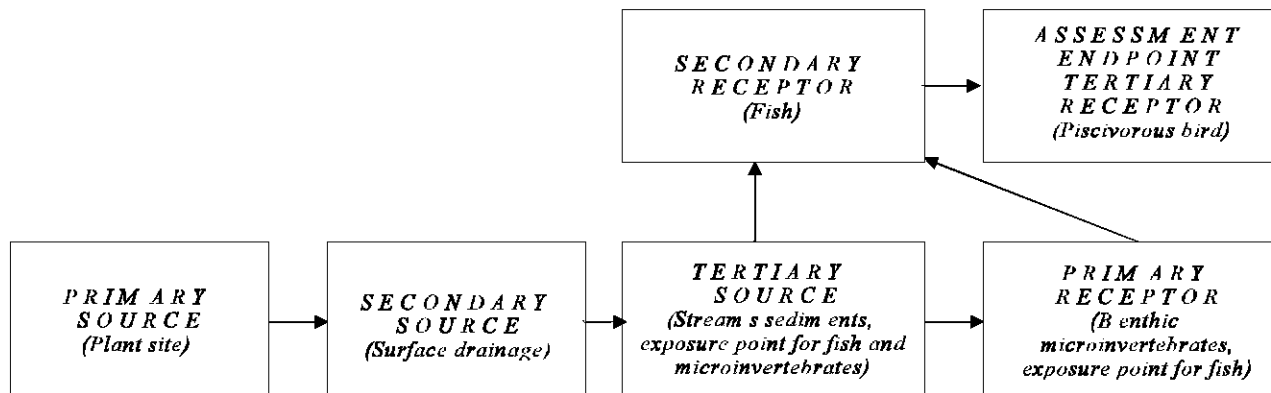 SECONDARY
RECEPTOR
(Fish)
ASSESSMENT
ENDPOINT
TERTIARY
RECEPTOR
(Piscivorous bird)
PRIMARY
SOURCE
(Plant site)
SECONDARY
SOURCE
(Surface drainage)
TERTIARY
SOURCE
(Streams sediments,
exposure point for fish and
microinvertebrates)
PRIMARY
RECEPTOR
(Benthic
microinvertebrates,
exposure point for fish)